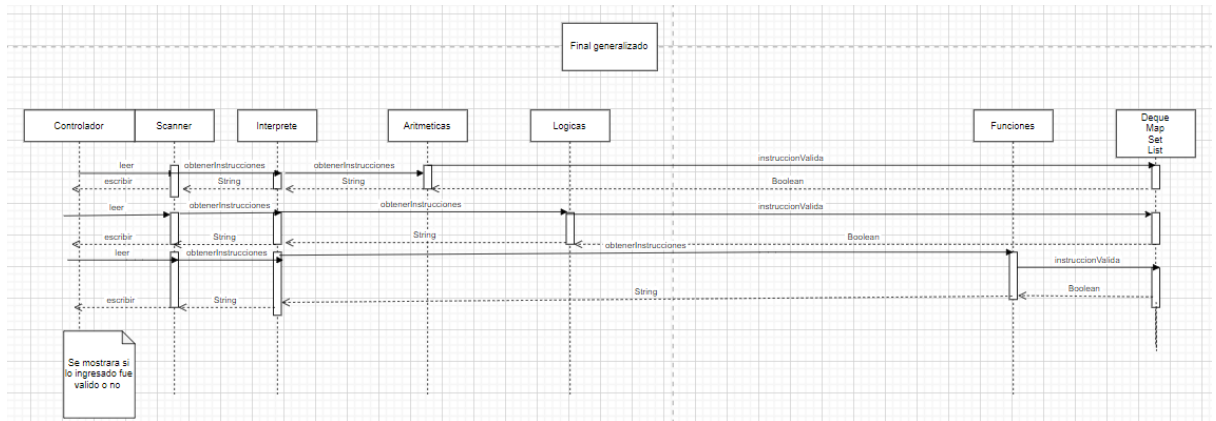 Final generalizado
Controlador
Scanner
Interprete
Aritmeticas
Logicas
Funciones
Deque
Map
Set
List
leer
obtenerInstrucciones
obtenerInstrucciones
instruccionValida
escribir
String
String
Boolean
leer
obtenerInstrucciones
obtenerInstrucciones
instruccionValida
escribir
String
String
Boolean
leer
obtenerInstrucciones
obtenerInstrucciones
instruccionValida
escribir
String
String
Boolean
Se mostrara si
lo ingresado fue
valido o no